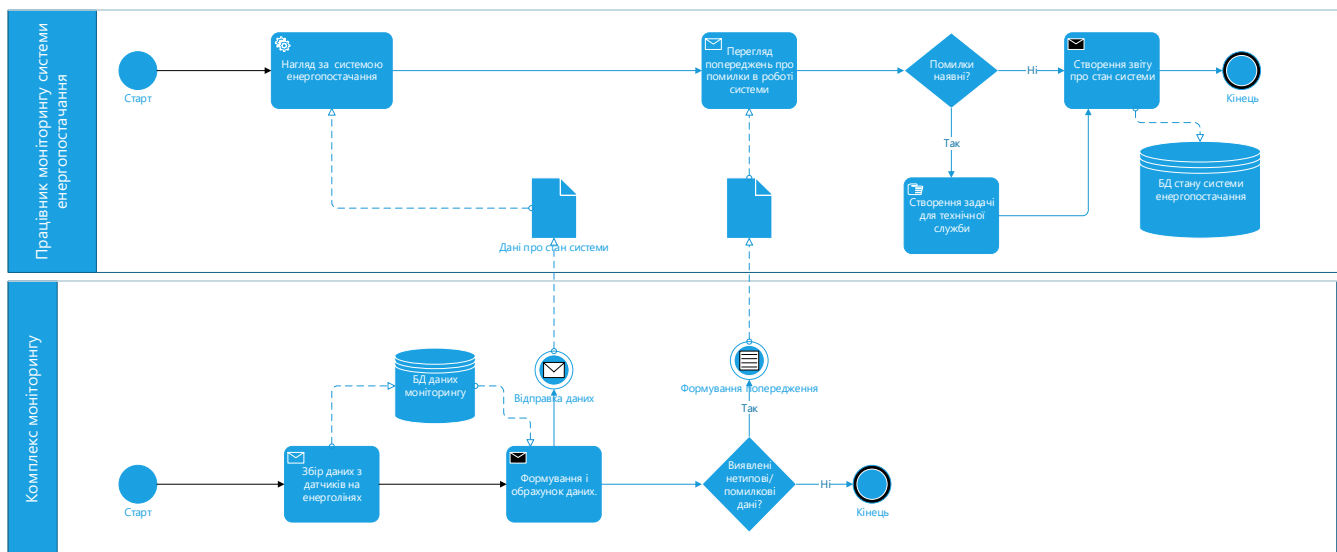 Працівник моніторингу системи
енергопостачання
Старт
Нагляд за системою
енергопостачання
Перегляд
попереджень про
помилки в роботі
системи
Помилки
наявні?
Ні
Створення звіту
про стан системи
Кінець
Так
БД стану системи
енергопостачання
Створення задачі
для технічної
служби
Дані про стан системи
Комплекс моніторингу
БД даних
моніторингу
Відправка даних
Формування попередження
Так
Старт
Збір даних з
датчиків на
енерголінях
Формування і
обрахунок даних.
Виявлені
нетипові/
помилкові
дані?
Ні
Кінець